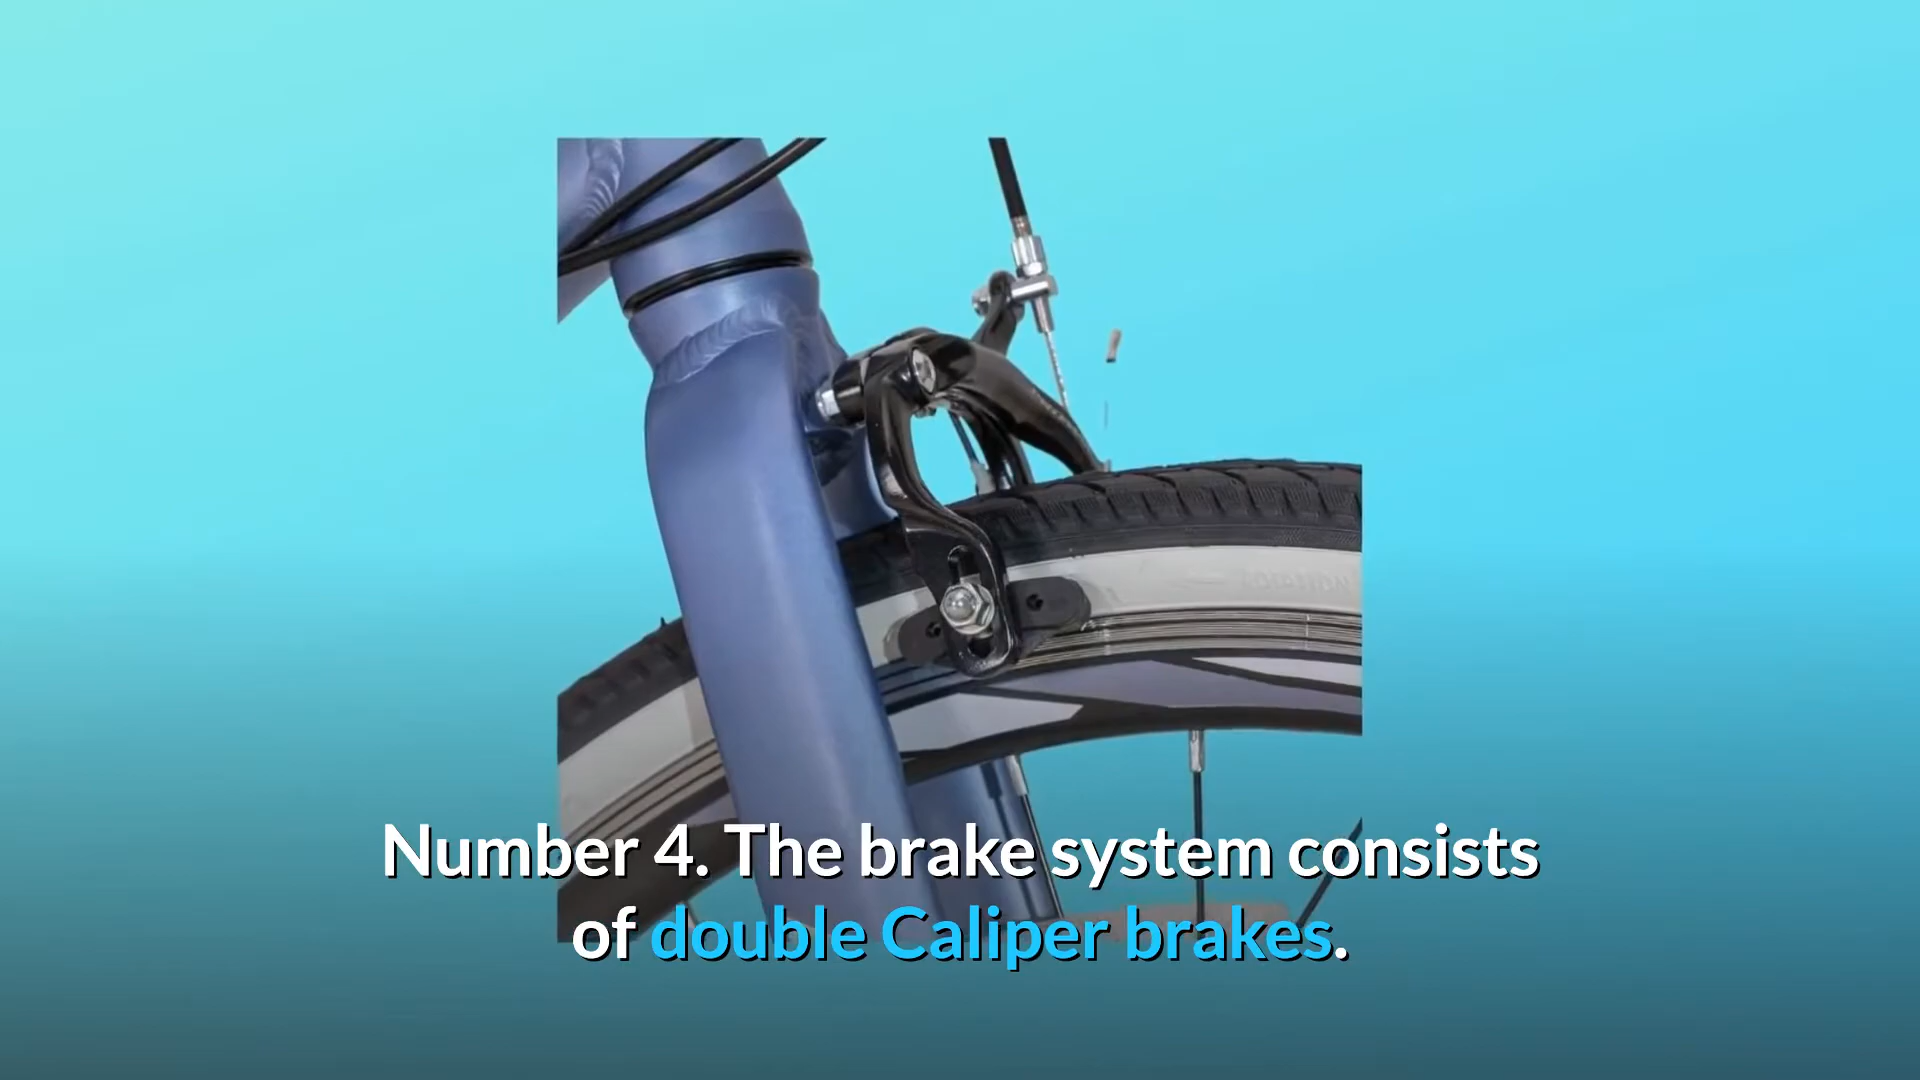 Number 4. The brake system consists
of double Caliper brakes.